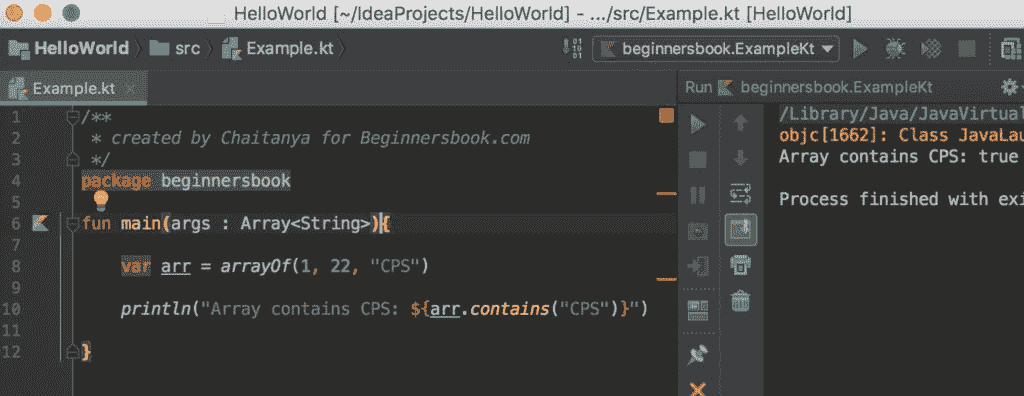 HelloWorld [~/IdeaProjects/HelloWorld] - .../src/Example.kt [HelloWorld]
HelloWorld src Example.kt beginnersbook.ExampleKt
Example.kt
Run beginnersbook.ExampleKt
1 /**
2 * created by Chaitanya for Beginnersbook.com
3 */
4 package beginnersbook
5
6 fun main(args : Array<String>){
7
8 var arr = arrayOf(1, 22, "CPS")
9
10 println("Array contains CPS: ${arr.contains("CPS")}")
11
12 }
/Library/Java/JavaVirtual
objc[1662]: Class JavaLau
Array contains CPS: true
Process finished with exi